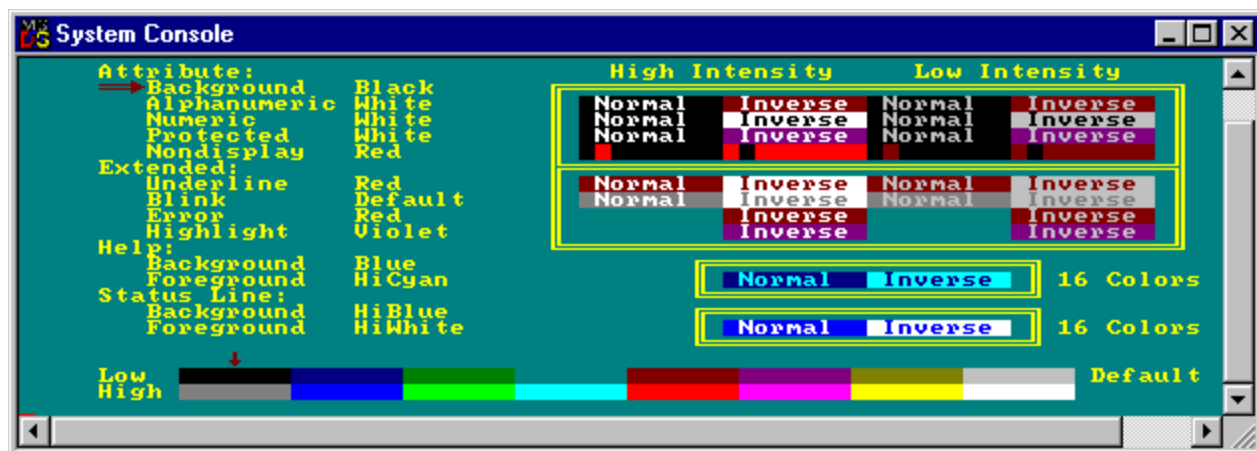 System Console
Attribute: High Intensity Low Intensity
Background Black
Alphanumeric White Normal Inverse Normal Inverse
Numeric White Normal Inverse Normal Inverse
Protected White Normal Inverse Normal Inverse
Nondisplay Red
Extended:
Underline Red Normal Inverse Normal Inverse
Blink Default Normal Inverse Normal Inverse
Error Red Inverse Inverse
Highlight Violet Inverse Inverse
Help:
Background Blue
Foreground HiCyan Normal Inverse 16 Colors
Status Line:
Background HiBlue
Foreground HiWhite Normal Inverse 16 Colors
Low Default
High